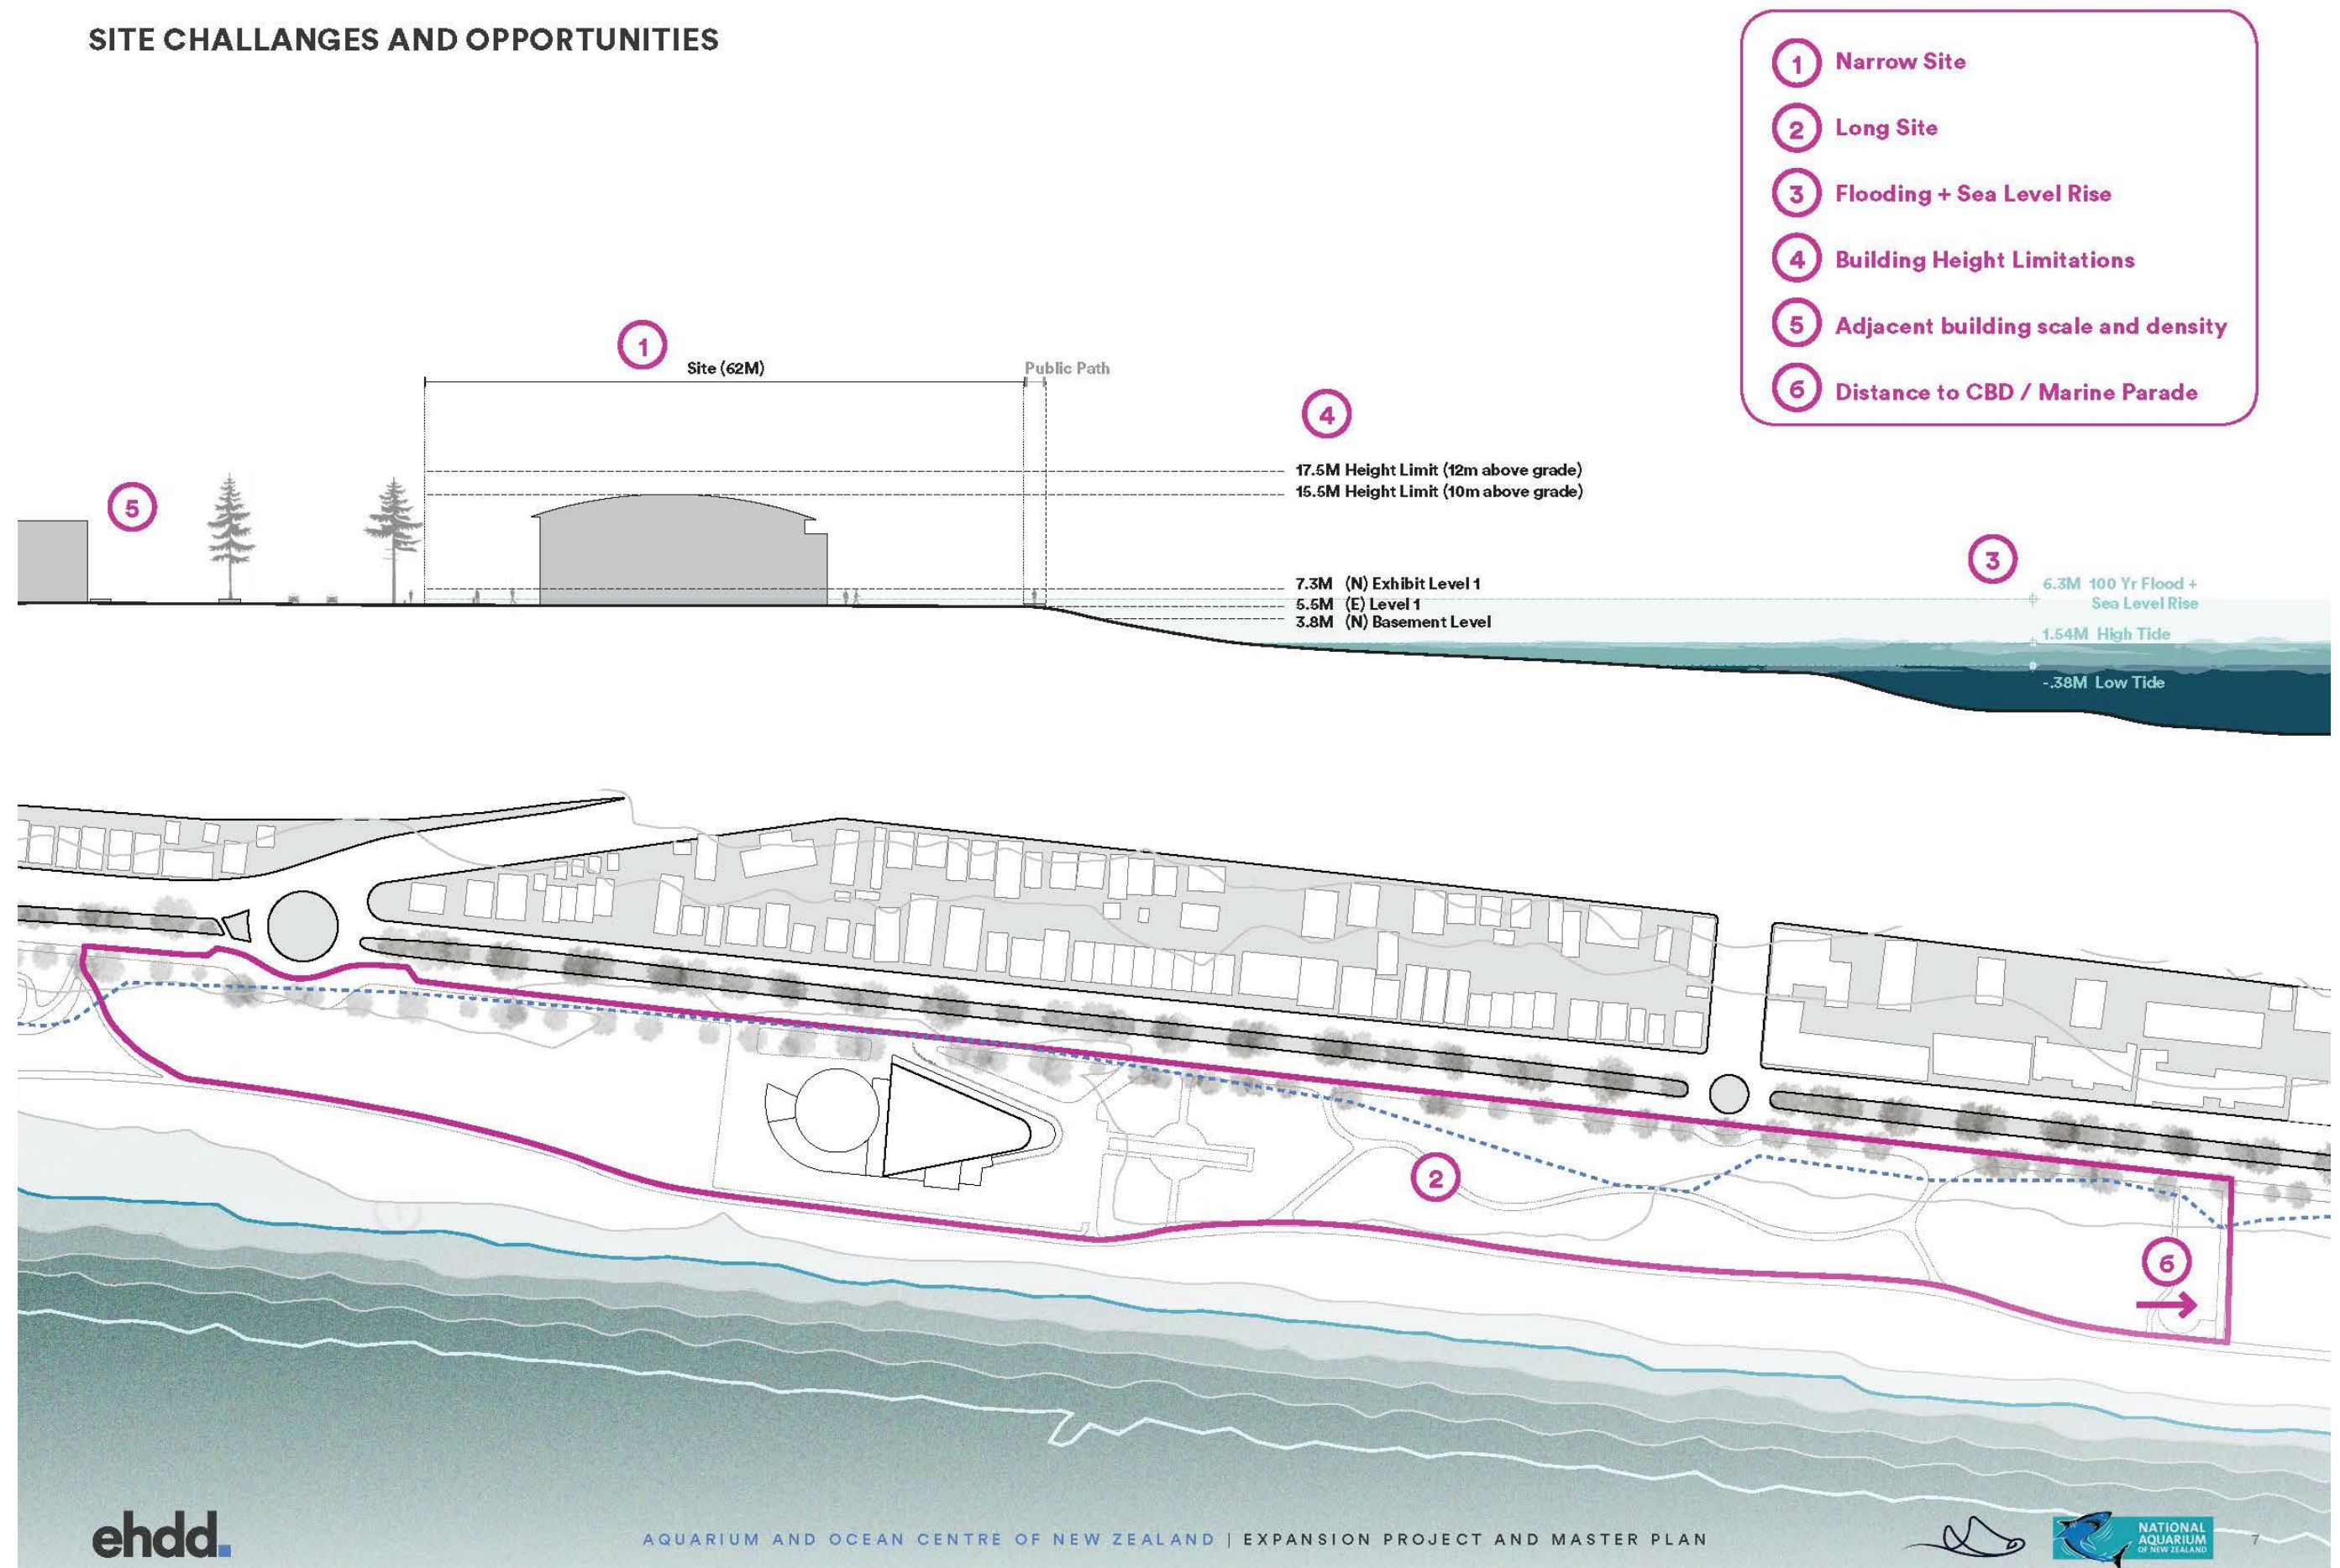 SITE CHALLANGES AND OPPORTUNITIES
1 Narrow Site
2 Long Site
3 Flooding + Sea Level Rise
4 Building Height Limitations
5 Adjacent building scale and density
6 Distance to CBD / Marine Parade
1
Site (62M)
Public Path
4
17.5M Height Limit (12m above grade)
15.5M Height Limit (10m above grade)
5
3
7.3M (N) Exhibit Level 1
5.5M (E) Level 1
3.8M (N) Basement Level
6.3M 100 Yr Flood +
Sea Level Rise
1.54M High Tide
-.38M Low Tide
2
6
ehdd.
AQUARIUM AND OCEAN CENTRE OF NEW ZEALAND | EXPANSION PROJECT AND MASTER PLAN
NATIONAL
AQUARIUM
OF NEW ZEALAND
7